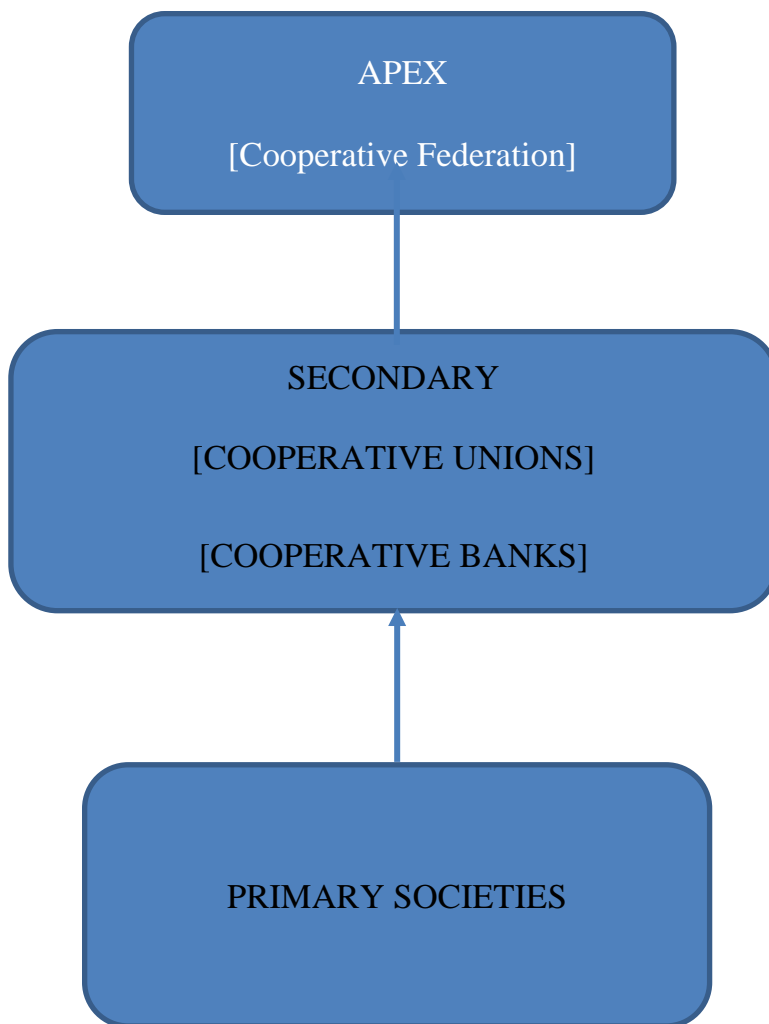 APEX
[Cooperative Federation]
SECONDARY
[COOPERATIVE UNIONS]
[COOPERATIVE BANKS]
PRIMARY SOCIETIES